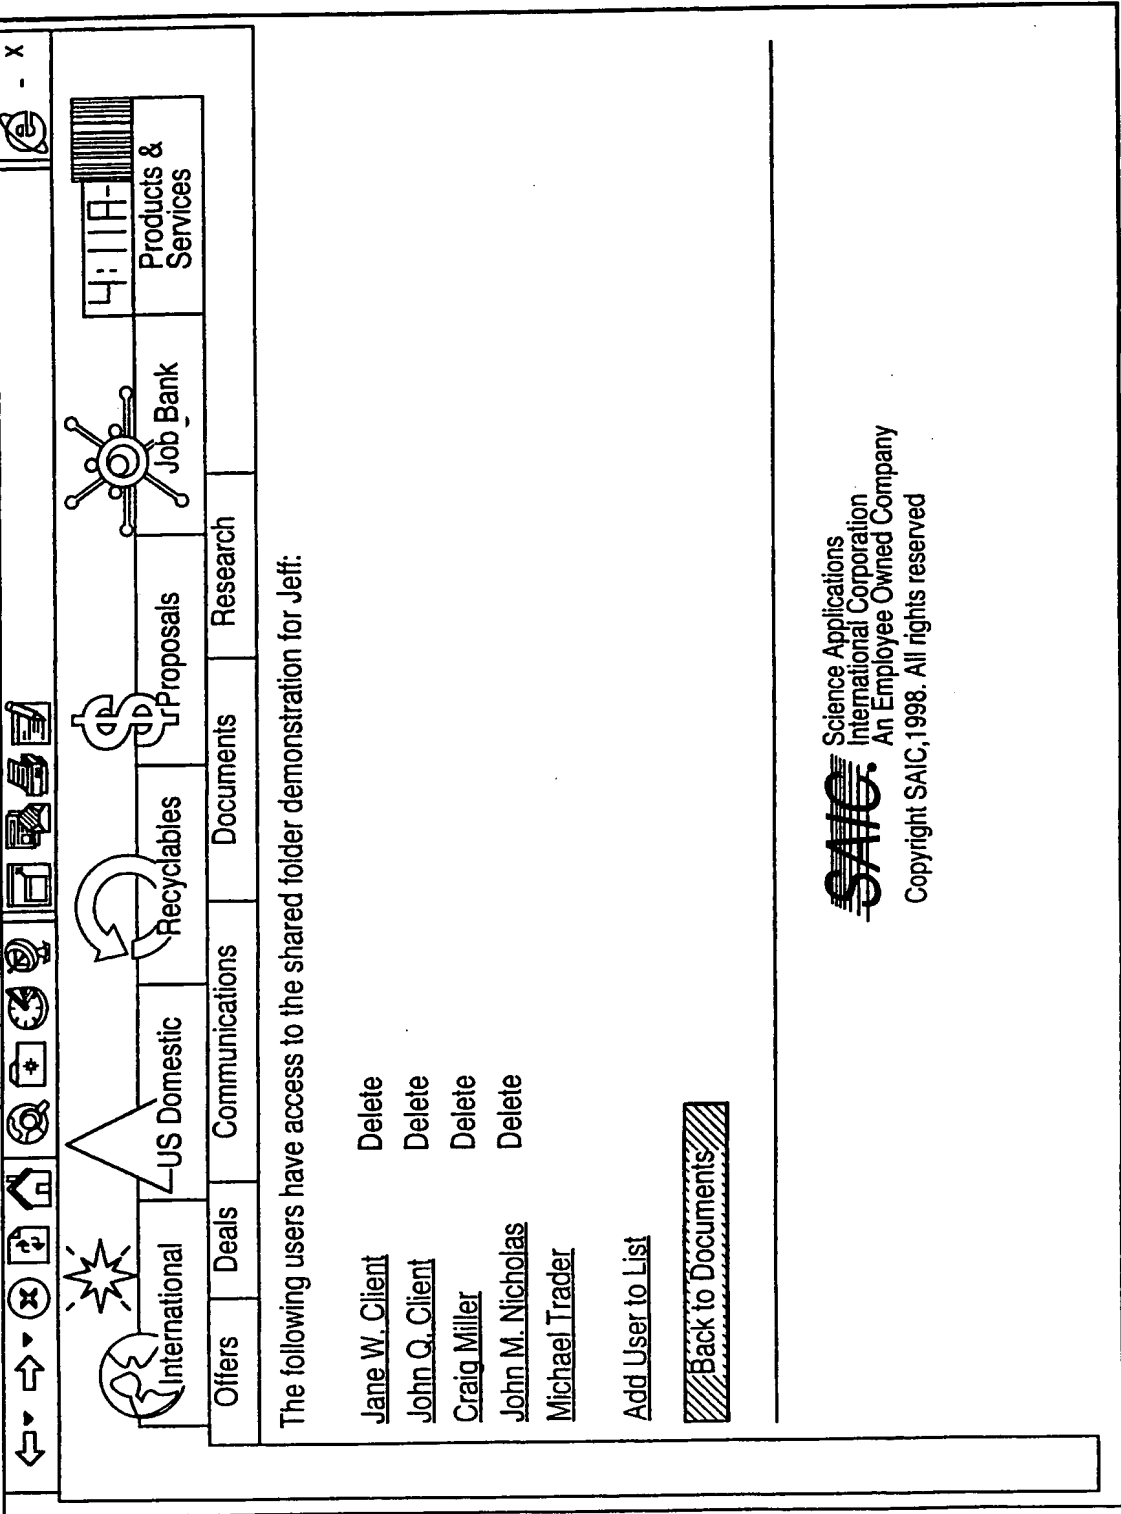 - x
4:11A-
International
US Domestic
Recyclables
Proposals
Job Bank
Products &
Services
Offers
Deals
Communications
Documents
Research
The following users have access to the shared folder demonstration for Jeff:
Jane W. Client Delete
John Q. Client Delete
Craig Miller Delete
John M. Nicholas Delete
Michael Trader
Add User to List
Back to Documents
SAIC.
Science Applications
International Corporation
An Employee Owned Company
Copyright SAIC,1998. All rights reserved